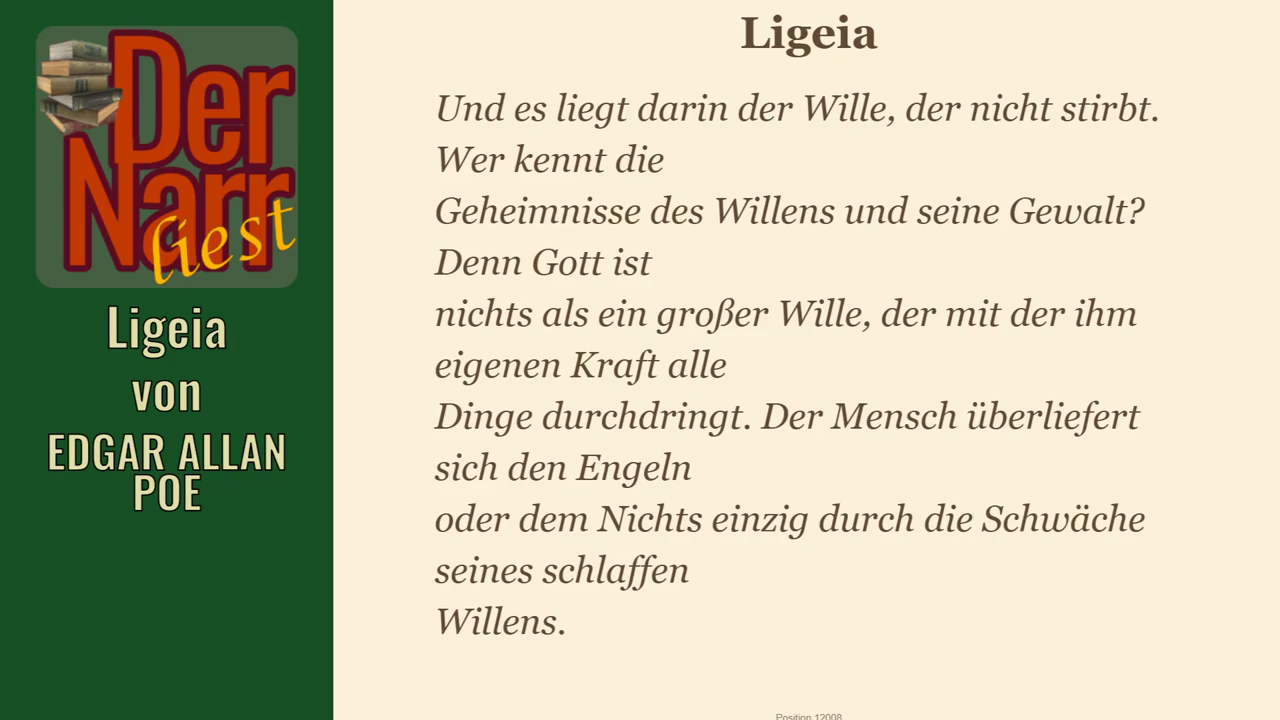 Der
Narr
liest
Ligeia
von
EDGAR ALLAN
POE
Ligeia
Und es liegt darin der Wille, der nicht stirbt.
Wer kennt die
Geheimnisse des Willens und seine Gewalt?
Denn Gott ist
nichts als ein großer Wille, der mit der ihm
eigenen Kraft alle
Dinge durchdringt. Der Mensch überliefert
sich den Engeln
oder dem Nichts einzig durch die Schwäche
seines schlaffen
Willens.
Position 12008